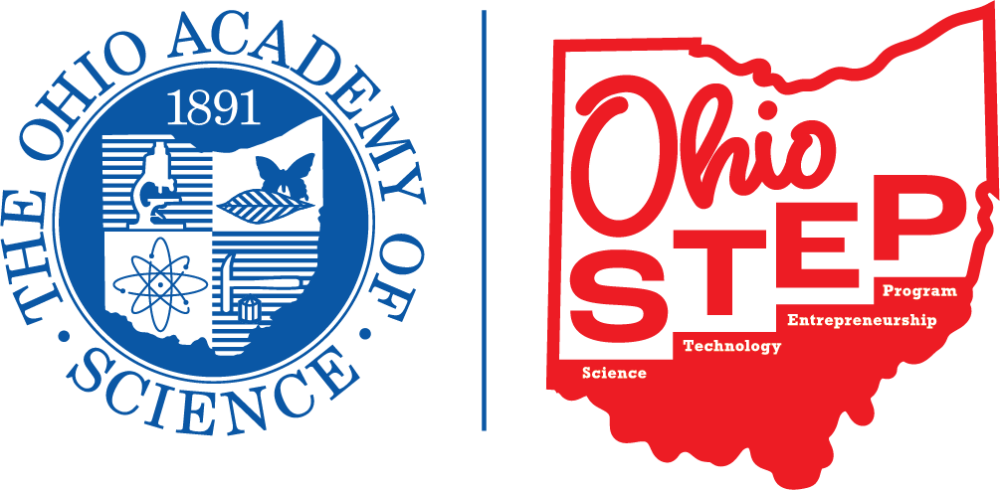 THE OHIO ACADEMY OF
· SCIENCE ·
1891
Ohio
STEP
Science
Technology
Entrepreneurship
Program